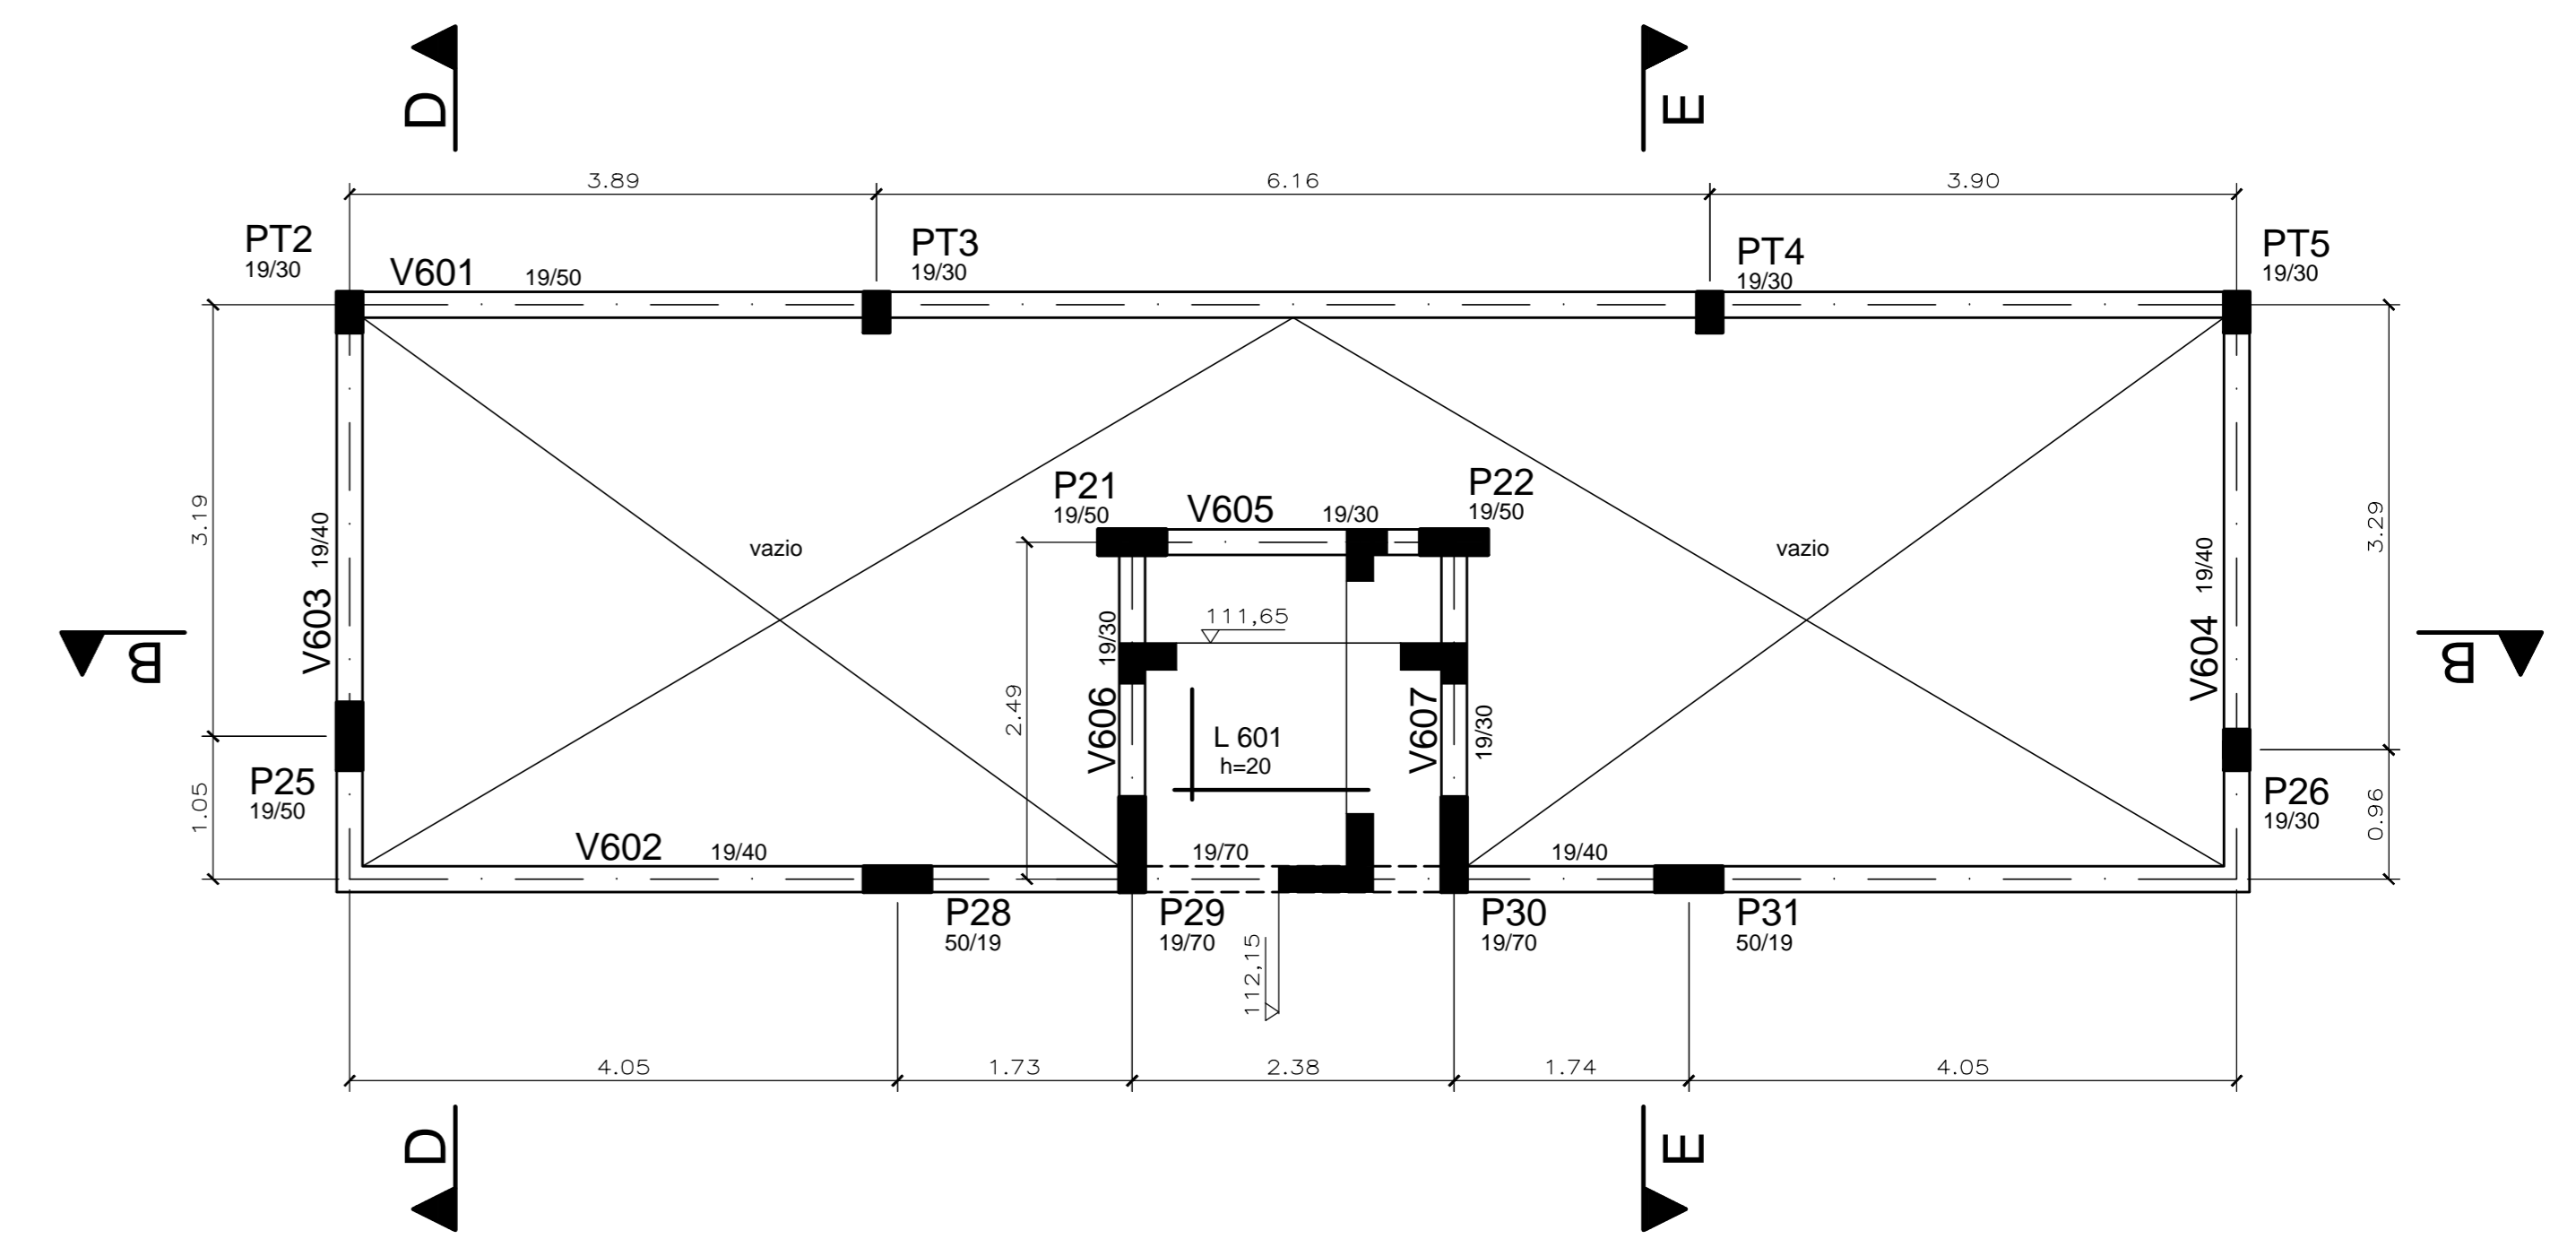 D
E
3.89
6.16
3.90
PT2
19/30
V601
19/50
PT3
19/30
PT4
19/30
PT5
19/30
3.19
V603
19/40
B
vazio
P21
19/50
V605
19/30
P22
19/50
vazio
3.29
V604
19/40
B
111,65
19/30
V606
2.49
L 601
h=20
V607
19/30
1.05
P25
19/50
P26
19/30
0.96
V602
19/40
19/70
19/40
P28
50/19
P29
19/70
P30
19/70
P31
50/19
112,15
4.05
1.73
2.38
1.74
4.05
D
E